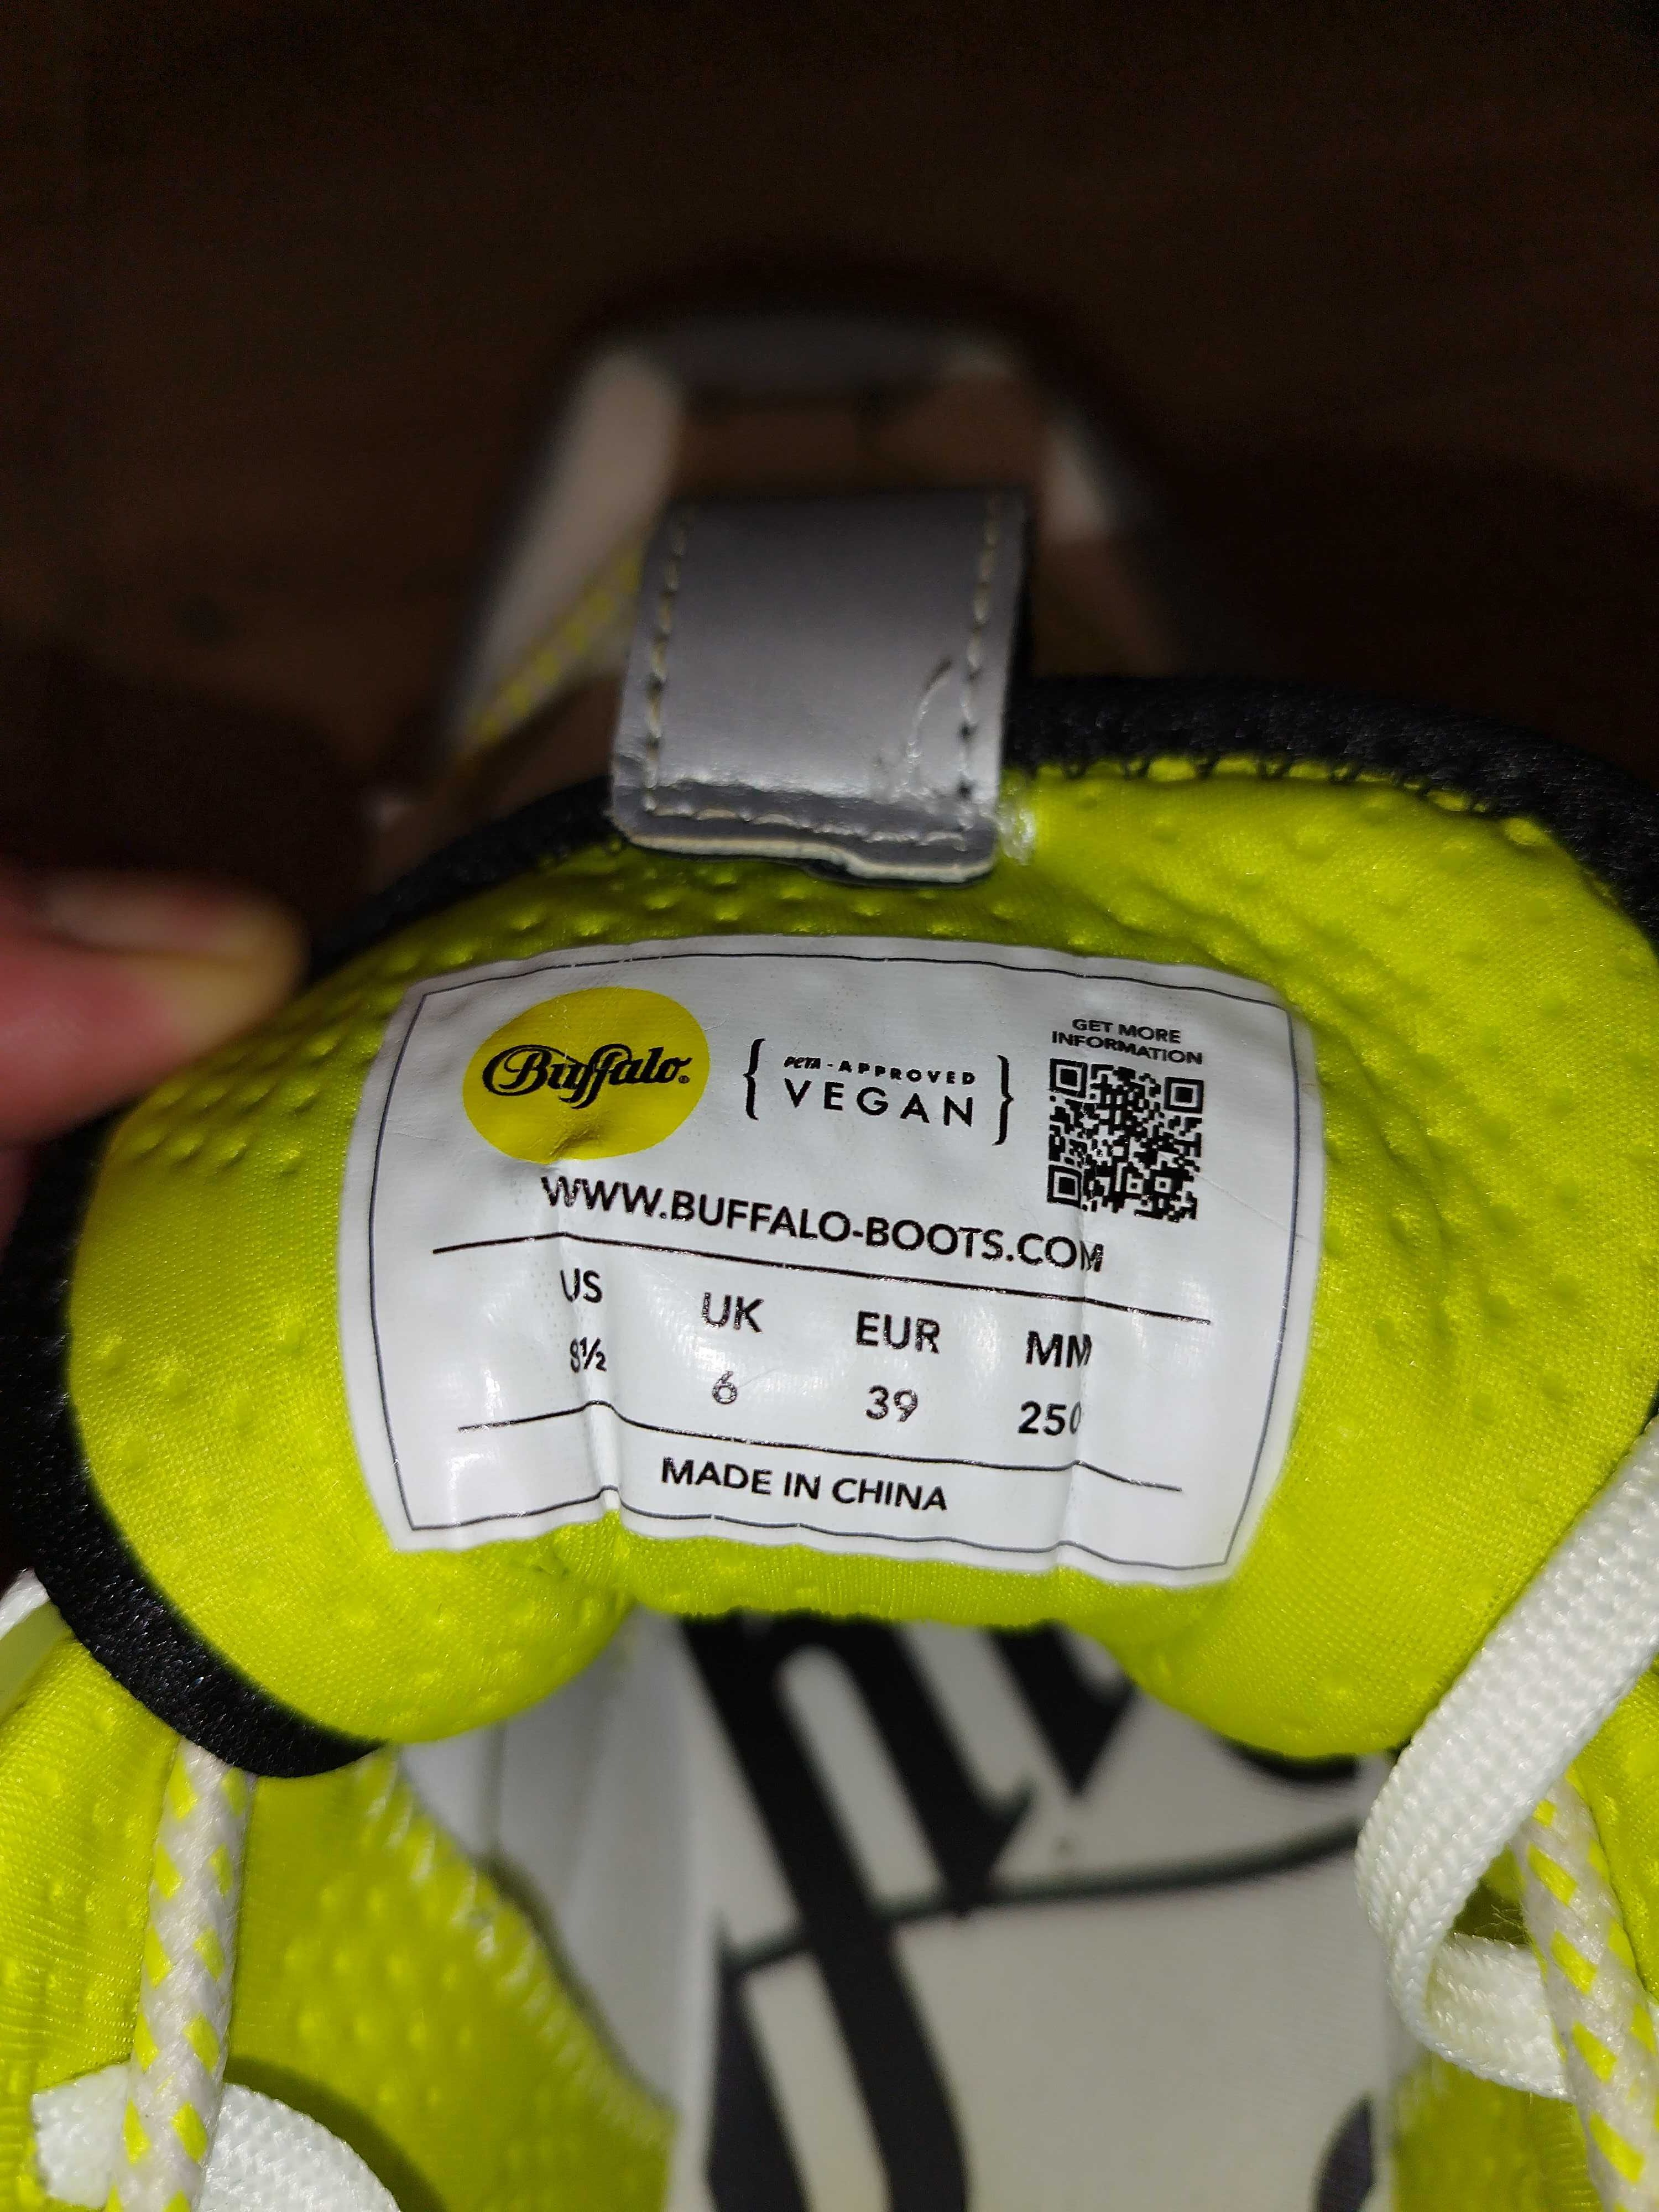 Buffalo®
{ PETA-APPROVED
VEGAN }
GET MORE
INFORMATION
WWW.BUFFALO-BOOTS.COM
US UK EUR MM
8½ 6 39 250
MADE IN CHINA